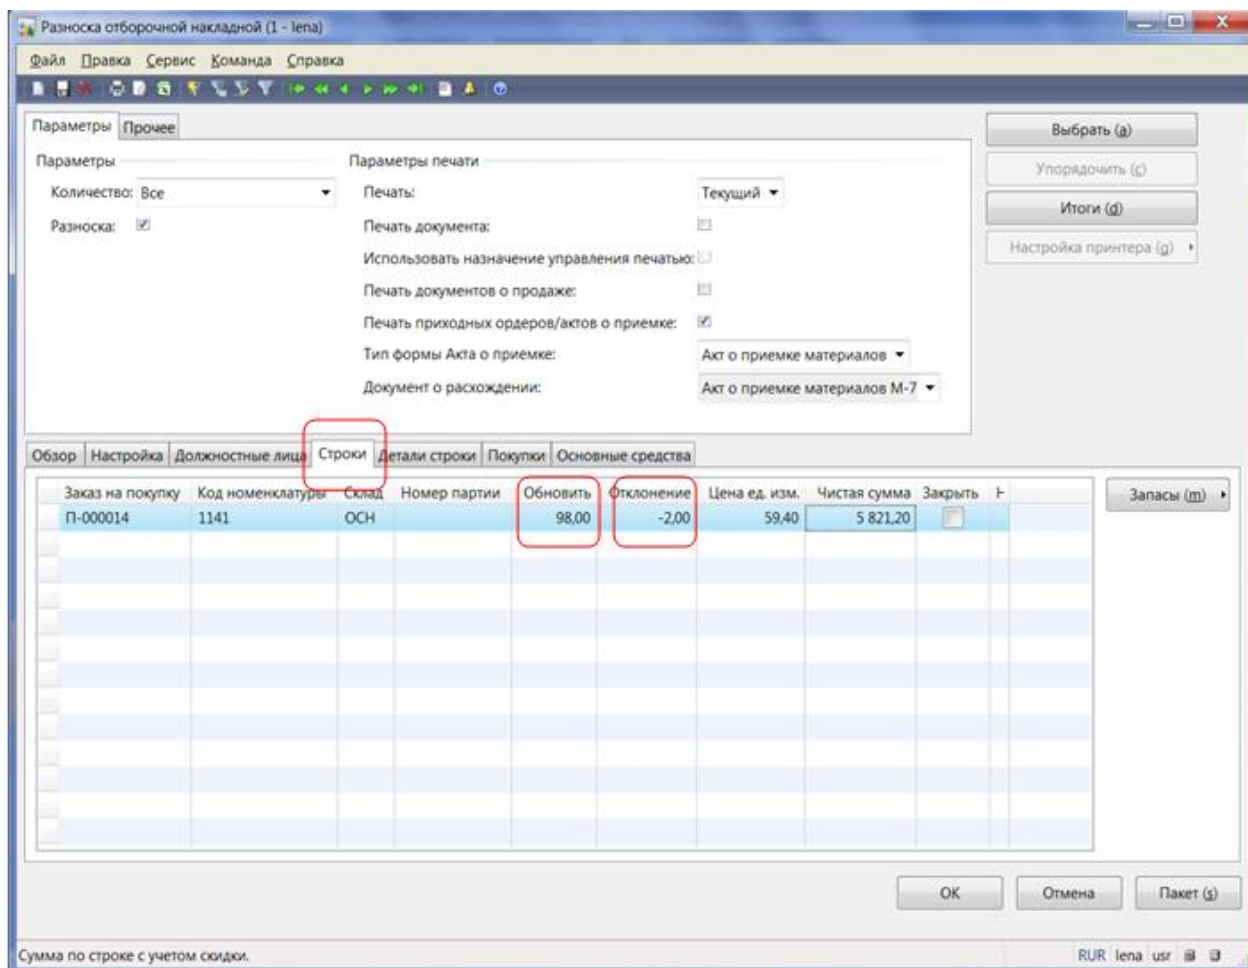 Разноска отборочной накладной (1 - lena)
Файл Правка Сервис Команда Справка
Параметры Прочее
Выбрать (a)
Упорядочить (c)
Итоги (d)
Настройка принтера (g)
Параметры
Параметры печати
Количество: Все
Печать: Текущий
Разноска:
Печать документа:
Использовать назначение управления печатью:
Печать документов о продаже:
Печать приходных ордеров/актов о приемке:
Тип формы Акта о приемке: Акт о приемке материалов
Документ о расхождении: Акт о приемке материалов М-7
Обзор Настройка Должностные лица Строки Детали строки Покупки Основные средства
Заказ на покупку Код номенклатуры Склад Номер партии Обновить Отклонение Цена ед. изм. Чистая сумма Закрыть Н
Запасы (m)
П-000014 1141 ОСН 98,00 -2,00 59,40 5 821,20
ОК Отмена Пакет (s)
Сумма по строке с учетом скидки.
RUR lena usr